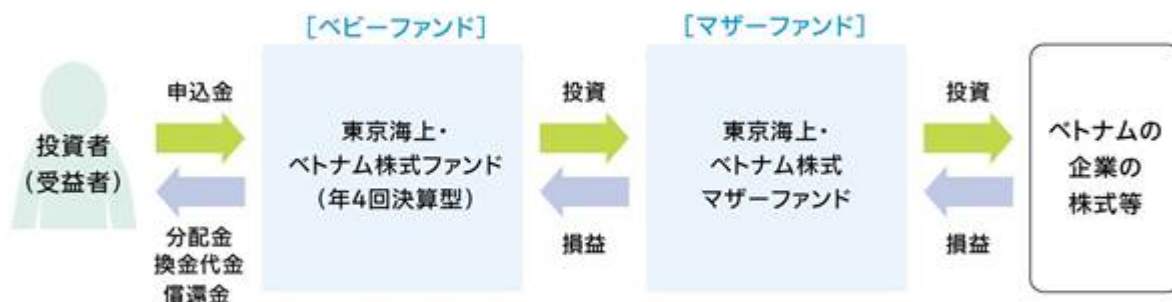 [ベビーファンド]
[マザーファンド]
投資者
(受益者)
申込金
分配金
換金代金
償還金
東京海上・
ベトナム株式ファンド
(年4回決算型)
投資
損益
東京海上・
ベトナム株式
マザーファンド
投資
損益
ベトナムの
企業の
株式等